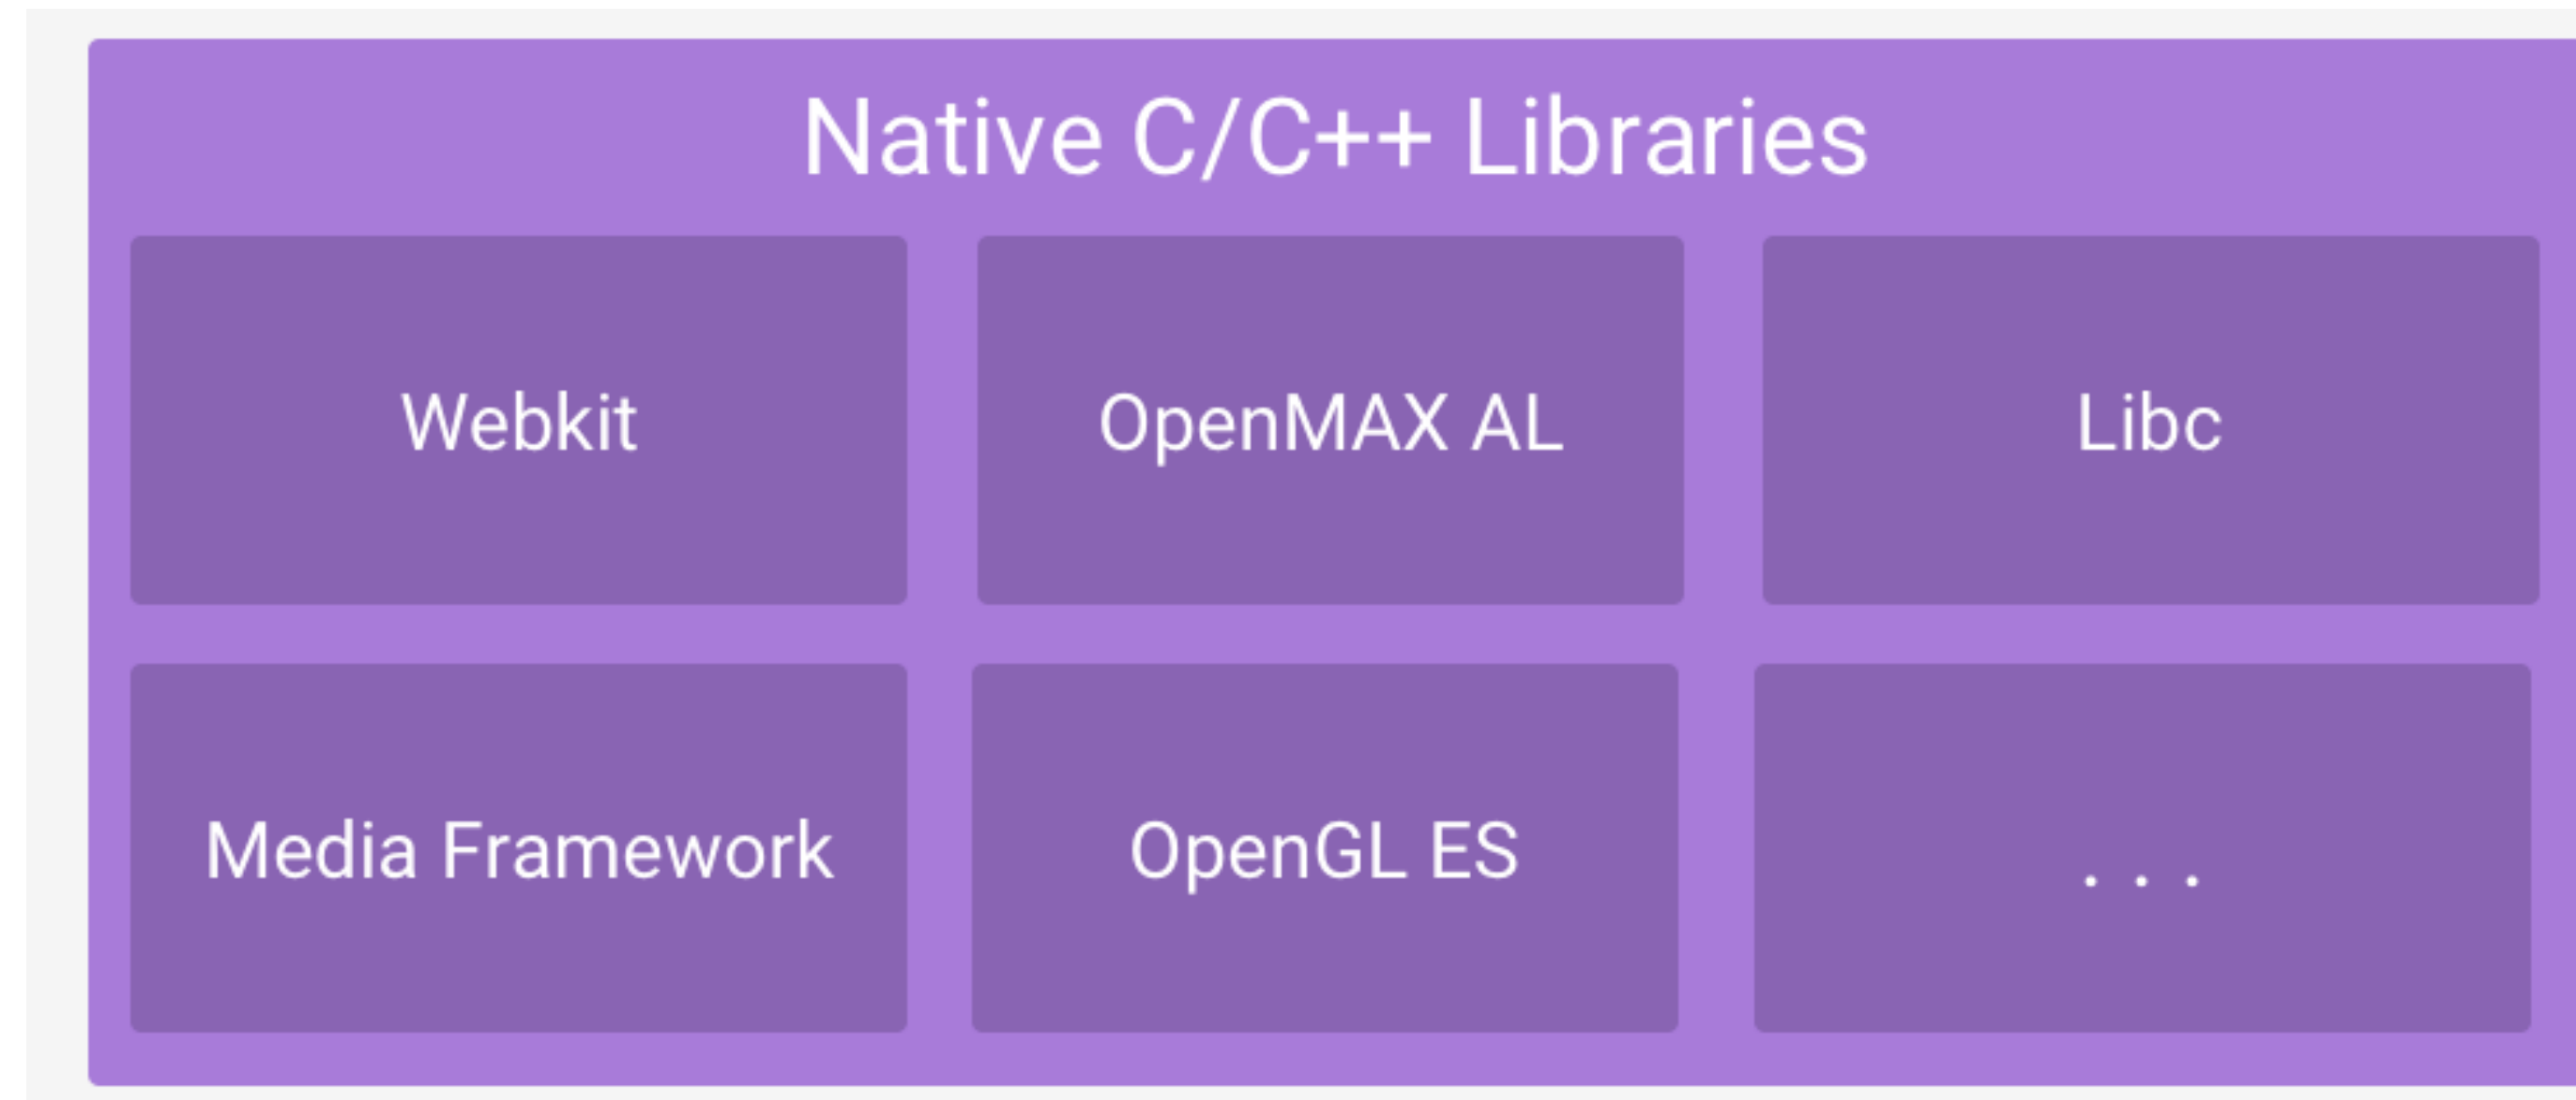 Native C/C++ Libraries
Webkit
OpenMAX AL
Libc
Media Framework
OpenGL ES
. . .